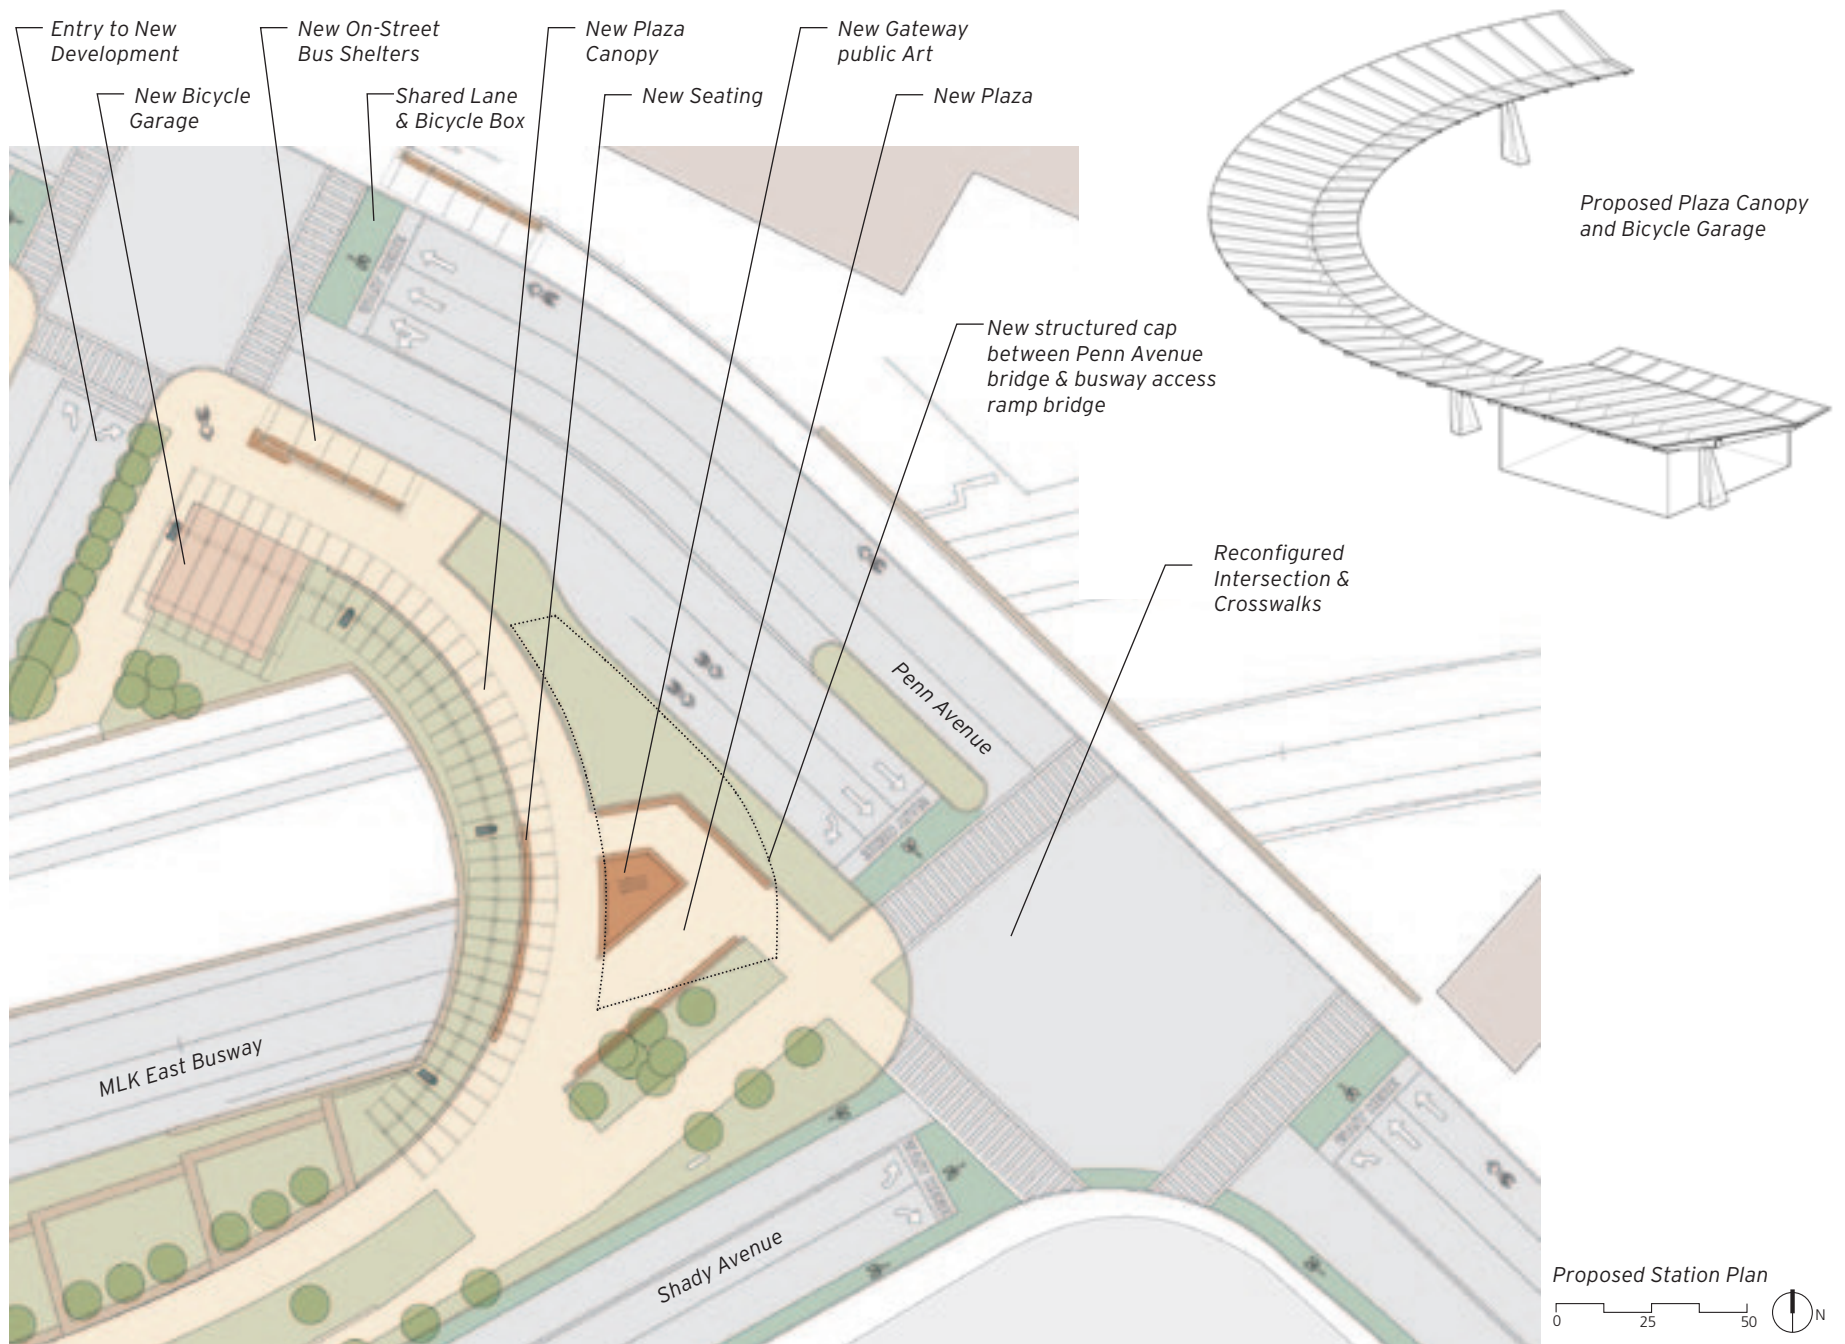 Entry to New
Development
New On-Street
Bus Shelters
New Plaza
Canopy
New Gateway
public Art
New Bicycle
Garage
Shared Lane
& Bicycle Box
New Seating
New Plaza
Proposed Plaza Canopy
and Bicycle Garage
New structured cap
between Penn Avenue
bridge & busway access
ramp bridge
Reconfigured
Intersection &
Crosswalks
Penn Avenue
MLK East Busway
Shady Avenue
Proposed Station Plan
0 25 50 N